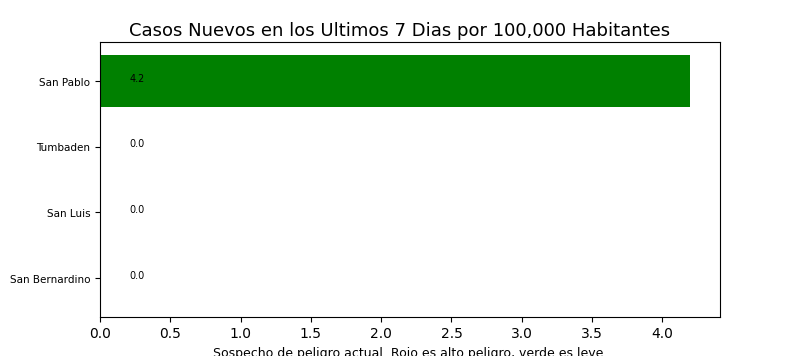 Casos Nuevos en los Ultimos 7 Dias por 100,000 Habitantes
San Pablo 4.2
Tumbaden 0.0
San Luis 0.0
San Bernardino 0.0
0.0 0.5 1.0 1.5 2.0 2.5 3.0 3.5 4.0
Sospecho de peligro actual. Rojo es alto peligro, verde es leve